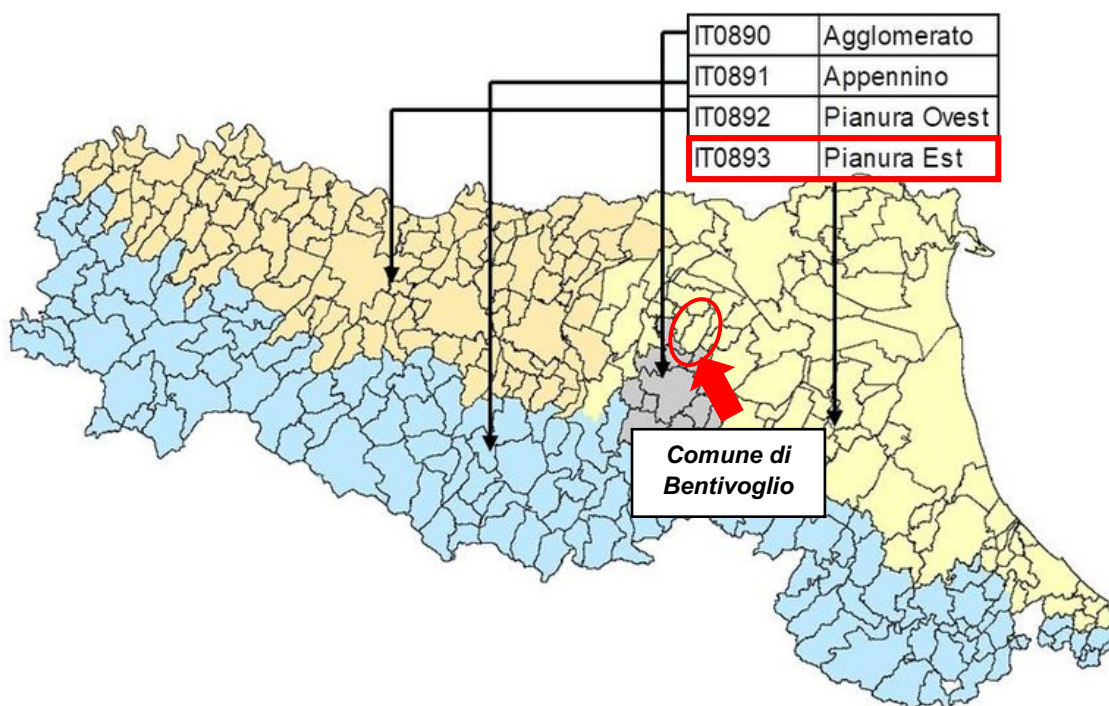 IT0890 Agglomerato
IT0891 Appennino
IT0892 Pianura Ovest
IT0893 Pianura Est
Comune di
Bentivoglio